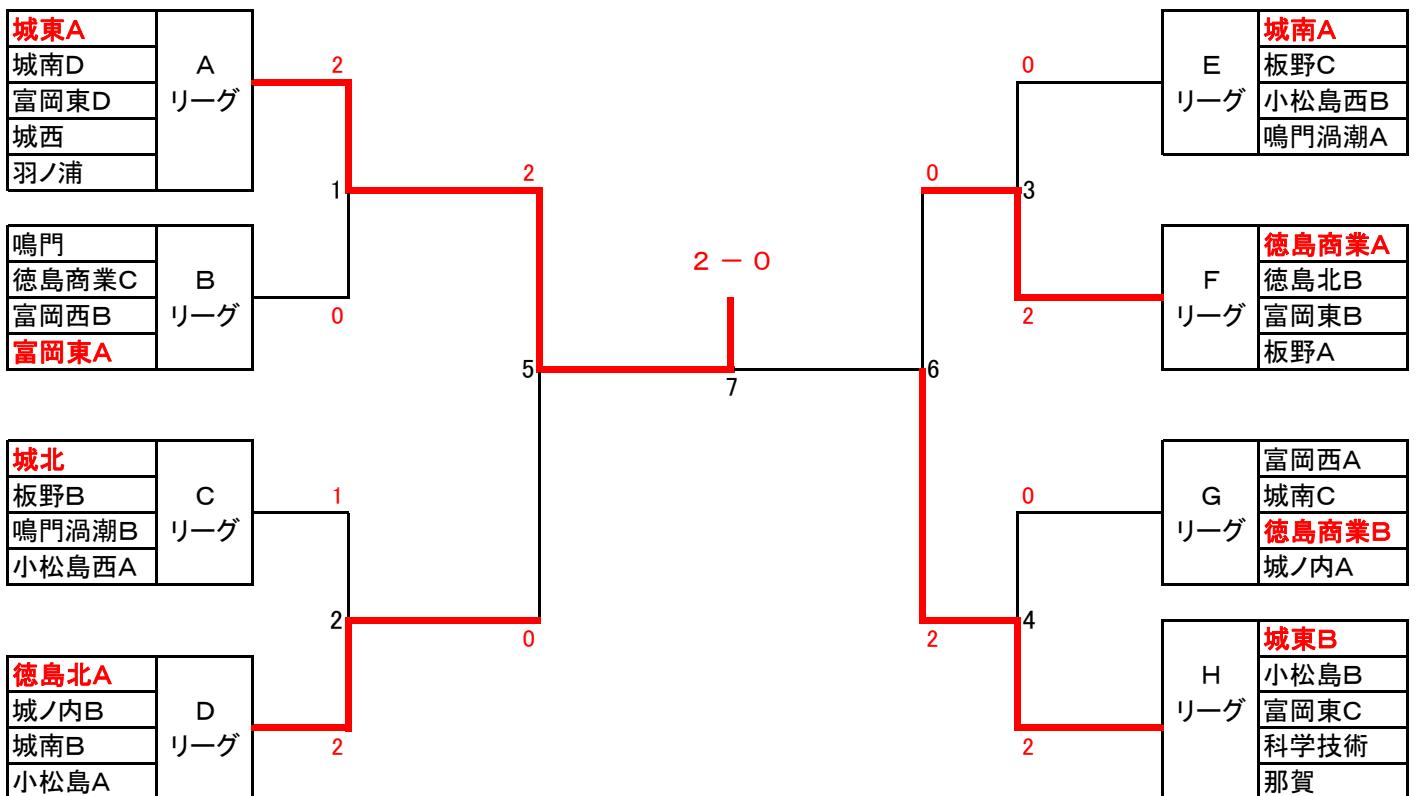 城東A
城南D
富岡東D
城西
羽ノ浦
A
リーグ
2
1
鳴門
徳島商業C
富岡西B
富岡東A
B
リーグ
0
2
5
城北
板野B
鳴門渦潮B
小松島西A
C
リーグ
1
2
徳島北A
城ノ内B
城南B
小松島A
D
リーグ
2
0
2 - 0
7
0
E
リーグ
城南A
板野C
小松島西B
鳴門渦潮A
0
3
2
F
リーグ
徳島商業A
徳島北B
富岡東B
板野A
6
0
G
リーグ
富岡西A
城南C
徳島商業B
城ノ内A
2
4
2
H
リーグ
城東B
小松島B
富岡東C
科学技術
那賀